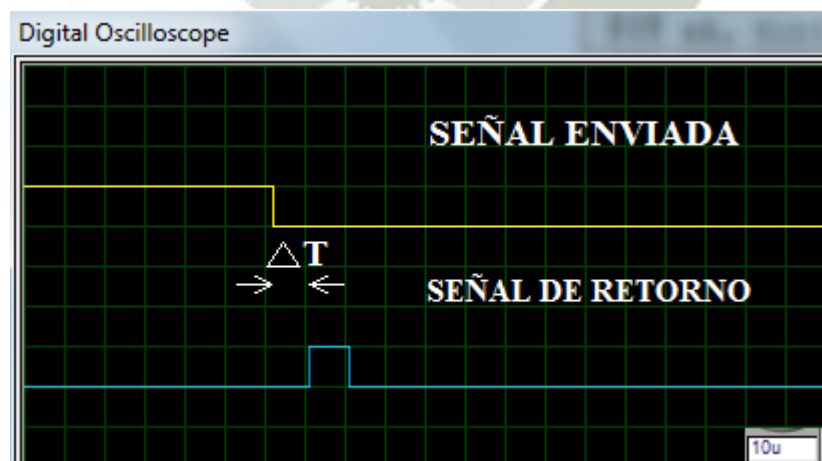 Digital Oscilloscope
SEÑAL ENVIADA
△T
SEÑAL DE RETORNO
10u